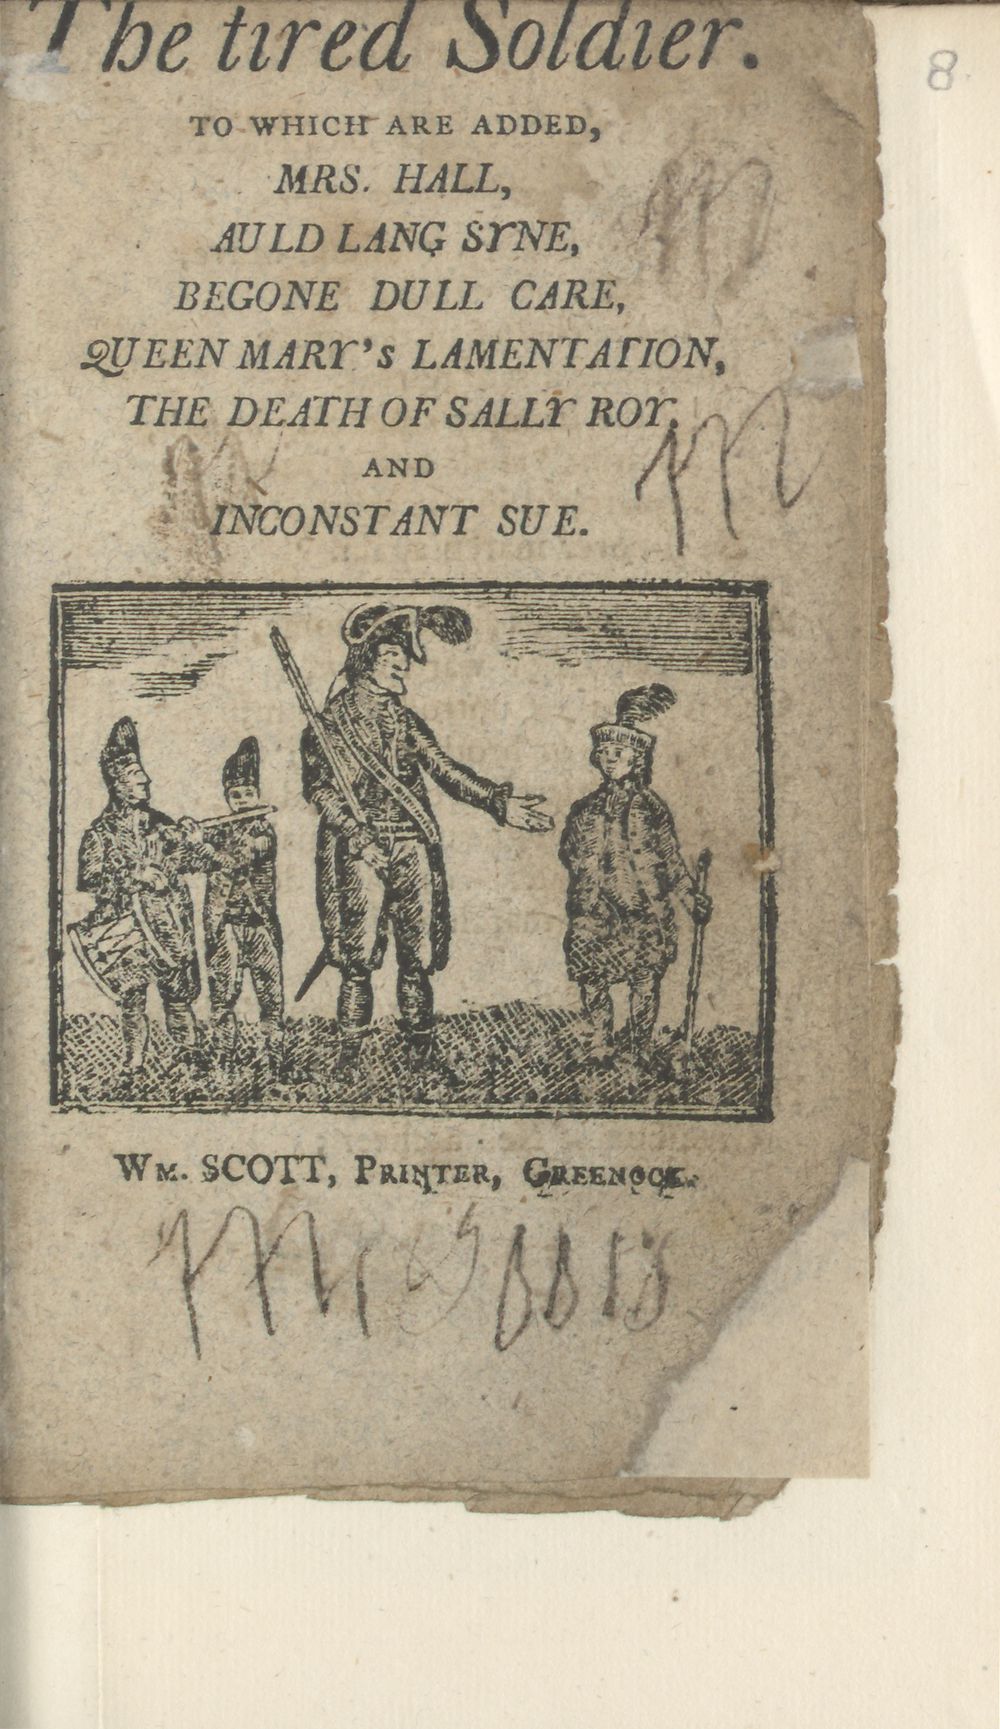 The tired Soldier.
8
TO WHICH ARE ADDED,
MRS. HALL,
AULD LANG SYNE,
BEGONE DULL CARE,
QUEEN MARY's LAMENTATION,
THE DEATH OF SALLY ROY.
AND
INCONSTANT SUE.
WM. SCOTT, PRINTER, GREENOCK.